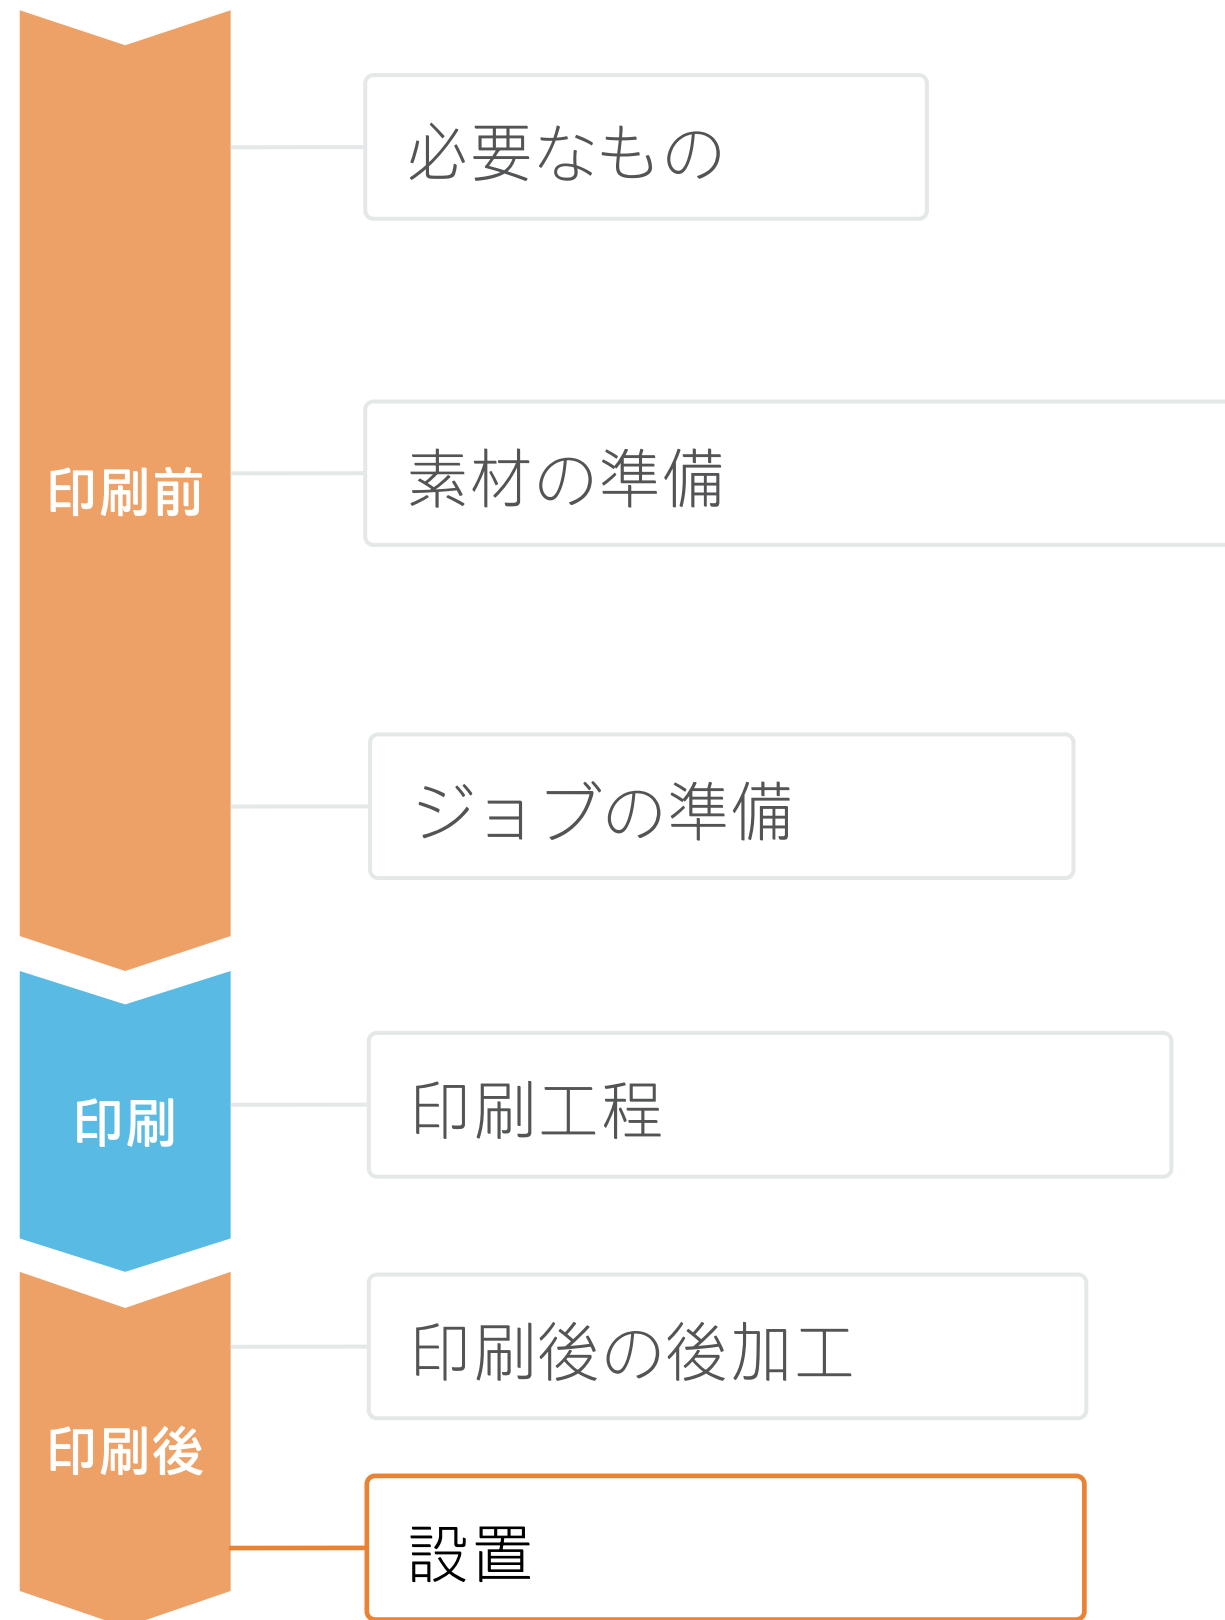 必要なもの
素材の準備
印刷前
ジョブの準備
印刷工程
印刷
印刷後の後加工
印刷後
設置